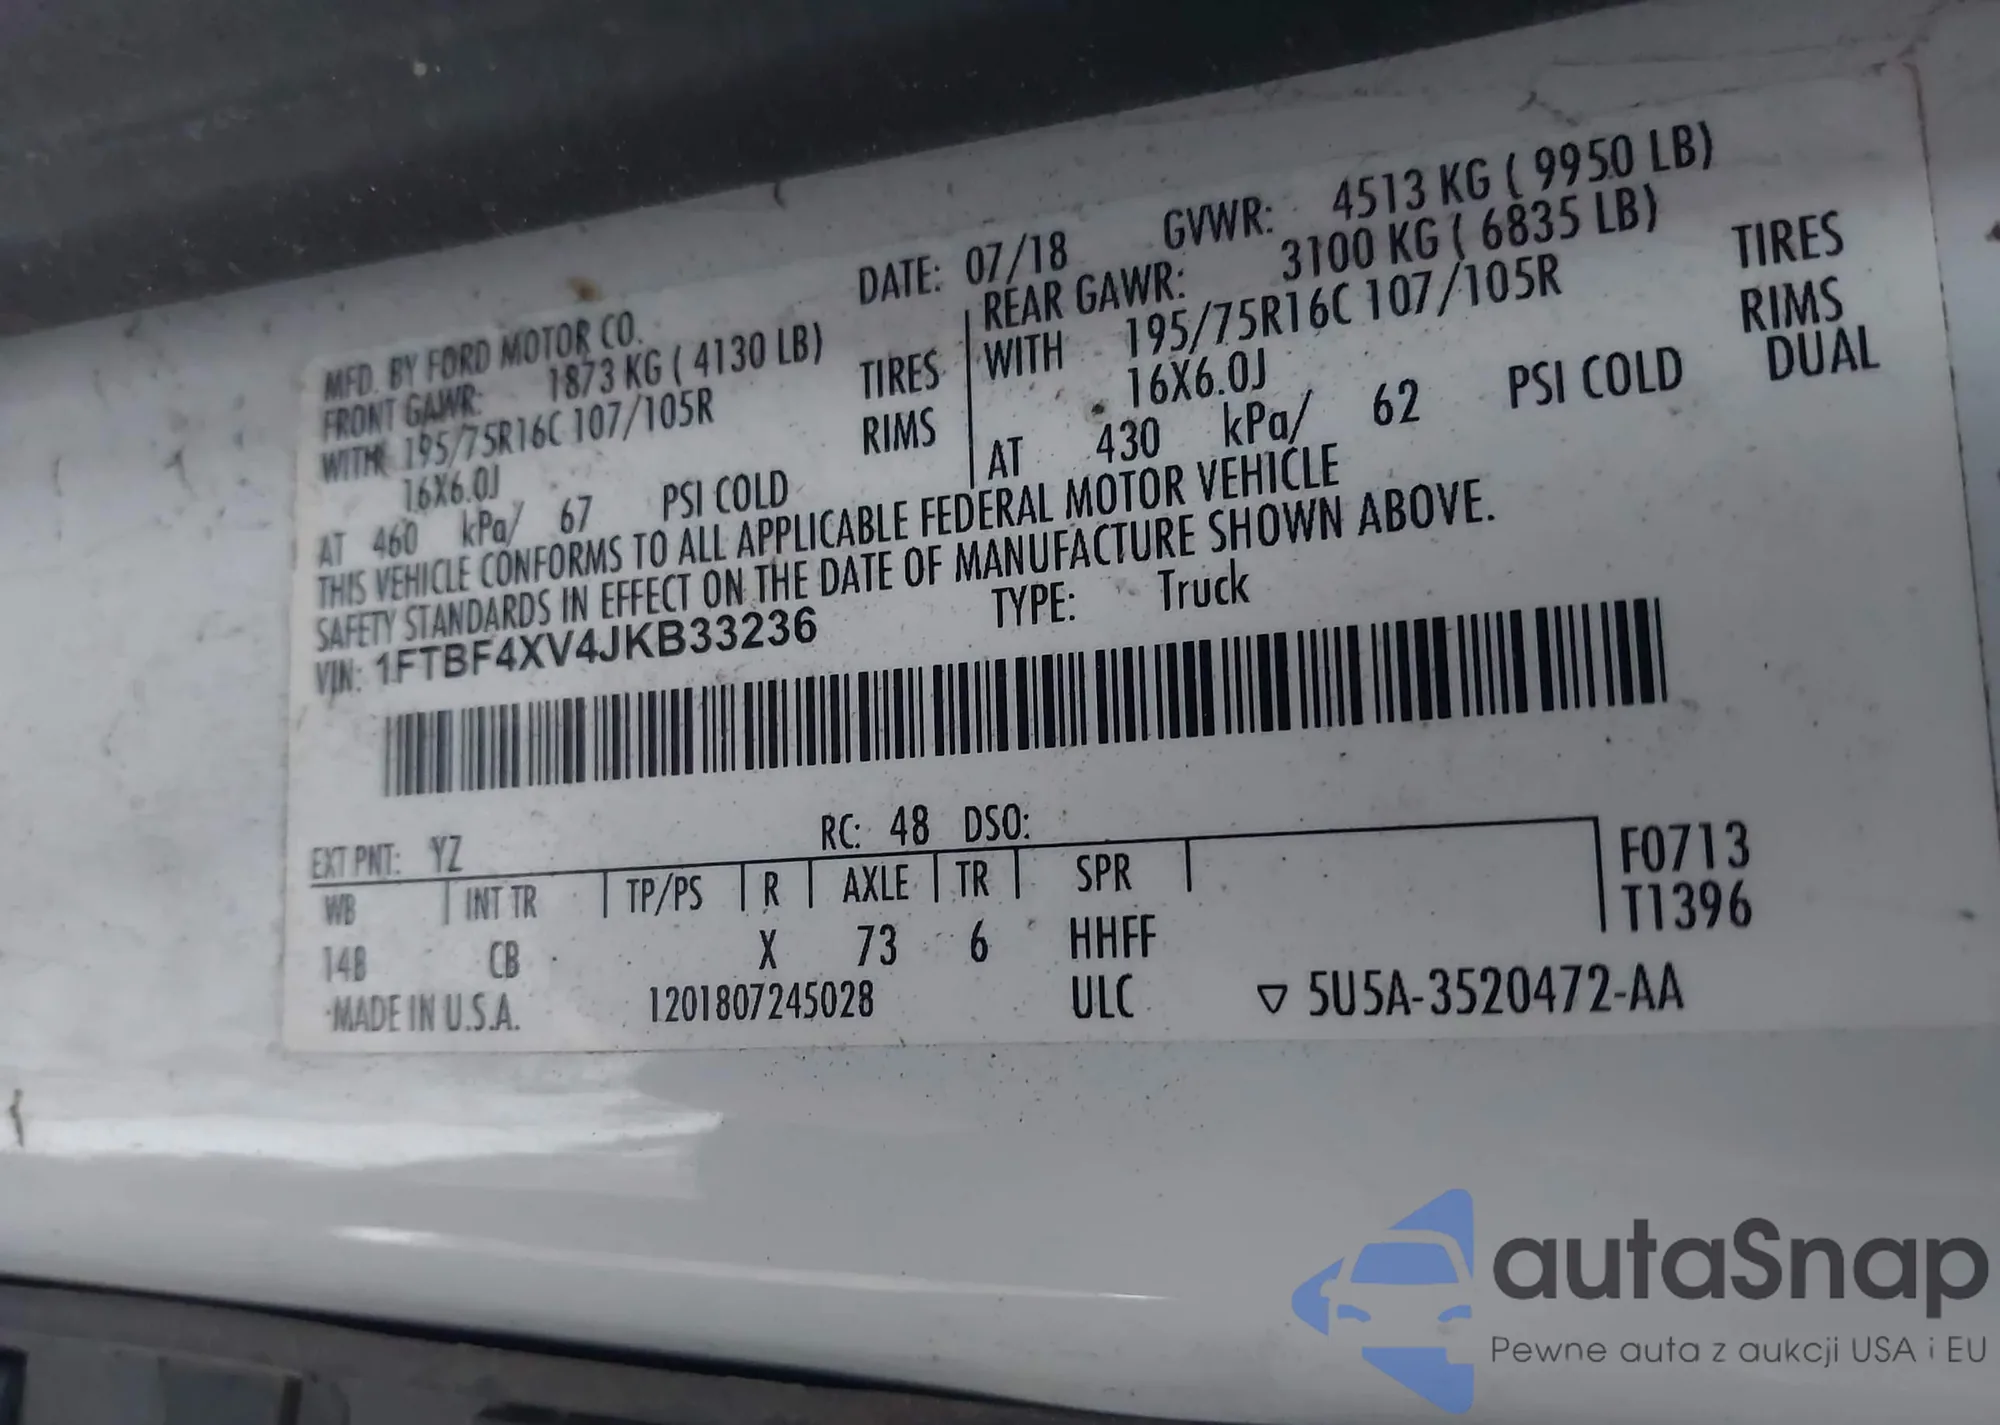 MFD. BY FORD MOTOR CO. DATE: 07/18 GVWR: 4513 KG ( 9950 LB)
FRONT GAWR: 1873 KG ( 4130 LB) REAR GAWR: 3100 KG ( 6835 LB)
WITH 195/75R16C 107/105R TIRES WITH 195/75R16C 107/105R TIRES
16X6.0J RIMS 16X6.0J RIMS
AT 460 kPa/ 67 PSI COLD AT 430 kPa/ 62 PSI COLD DUAL
THIS VEHICLE CONFORMS TO ALL APPLICABLE FEDERAL MOTOR VEHICLE
SAFETY STANDARDS IN EFFECT ON THE DATE OF MANUFACTURE SHOWN ABOVE.
VIN: 1FTBF4XV4JKB33236 TYPE: Truck
EXT PNT: YZ RC: 48 DSO: F0713
WB INT TR TP/PS R AXLE TR SPR T1396
148 CB X 73 6 HHFF
MADE IN U.S.A. 1201807245028 ULC ▽ 5U5A-3520472-AA
autaSnap
Pewne auta z aukcji USA i EU